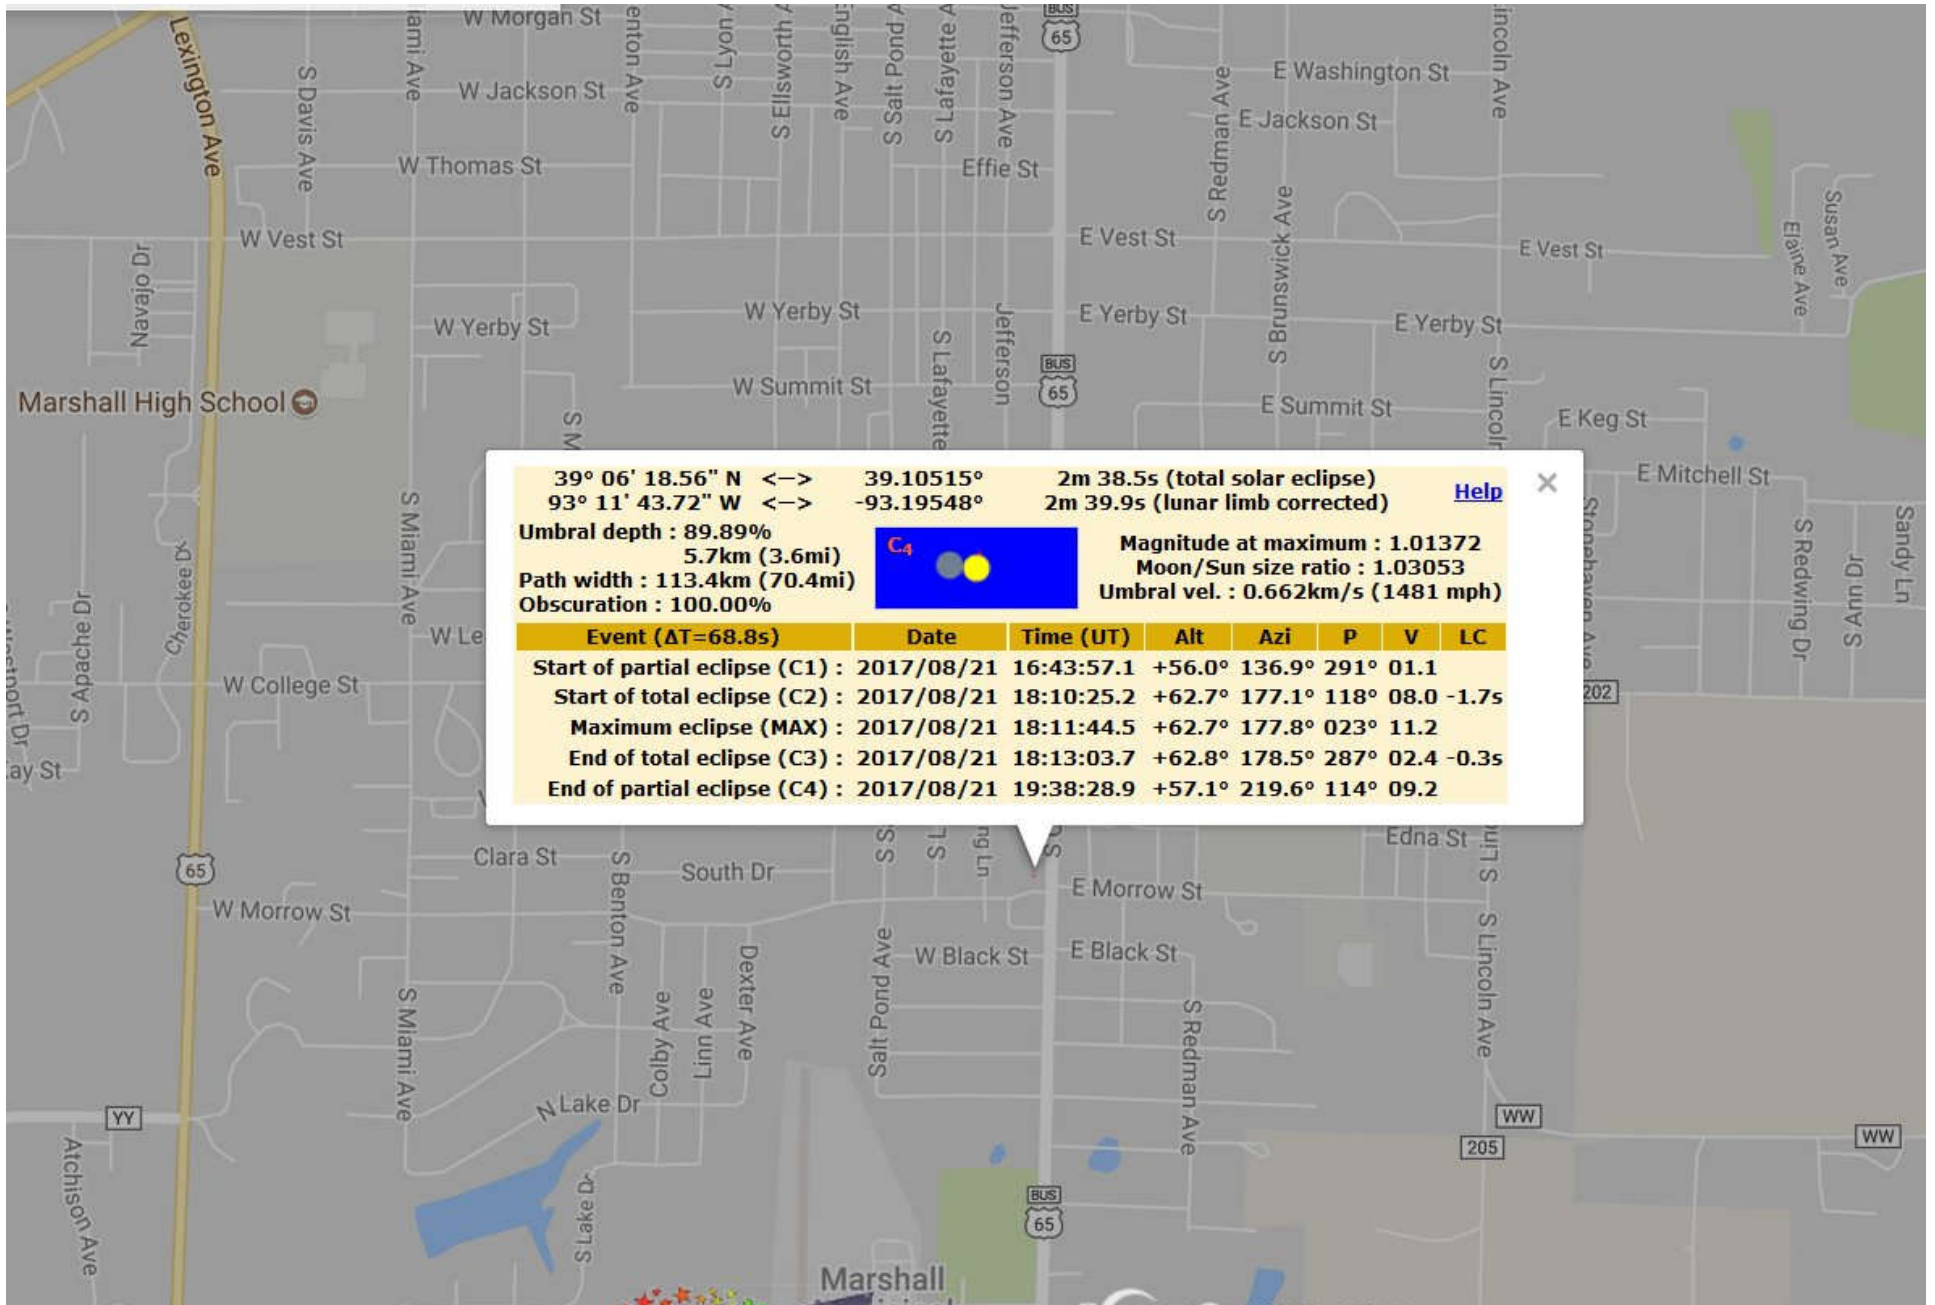 W Morgan St
BUS
65
Lexington Ave
S Davis Ave
W Jackson St
S Ellsworth A
S Salt Pond A
S Lafayette A
Jefferson Ave
E Washington St
E Jackson St
S Redman Ave
W Thomas St
Effie St
W Vest St
E Vest St
E Vest St
S Brunswick Ave
Susan Ave
Elaine Ave
Navajo Dr
W Yerby St
W Yerby St
E Yerby St
E Yerby St
Jefferson
S Lafayette
BUS
65
W Summit St
E Summit St
E Keg St
Marshall High School
E Mitchell St
39° 06' 18.56" N <—> 39.10515° 2m 38.5s (total solar eclipse)
93° 11' 43.72" W <—> -93.19548° 2m 39.9s (lunar limb corrected)
Help
×
Umbral depth : 89.89%
5.7km (3.6mi)
Path width : 113.4km (70.4mi)
Obscuration : 100.00%
C4
Magnitude at maximum : 1.01372
Moon/Sun size ratio : 1.03053
Umbral vel. : 0.662km/s (1481 mph)
Event (ΔT=68.8s) Date Time (UT) Alt Azi P V LC
Start of partial eclipse (C1) : 2017/08/21 16:43:57.1 +56.0° 136.9° 291° 01.1
Start of total eclipse (C2) : 2017/08/21 18:10:25.2 +62.7° 177.1° 118° 08.0 -1.7s
Maximum eclipse (MAX) : 2017/08/21 18:11:44.5 +62.7° 177.8° 023° 11.2
End of total eclipse (C3) : 2017/08/21 18:13:03.7 +62.8° 178.5° 287° 02.4 -0.3s
End of partial eclipse (C4) : 2017/08/21 19:38:28.9 +57.1° 219.6° 114° 09.2
S Miami Ave
Cherokee Dr
S Apache Dr
W Le
W College St
ay St
Stonehaven Ave
S Redwing Dr
S Ann Dr
Sandy Ln
202
65
Clara St
South Dr
Edna St
W Morrow St
E Morrow St
S Benton Ave
W Black St
E Black St
Salt Pond Ave
Dexter Ave
Linn Ave
Colby Ave
S Miami Ave
S Redman Ave
S Lincoln Ave
N Lake Dr
S Lake Dr
YY
WW
205
WW
Atchison Ave
BUS
65
Marshall